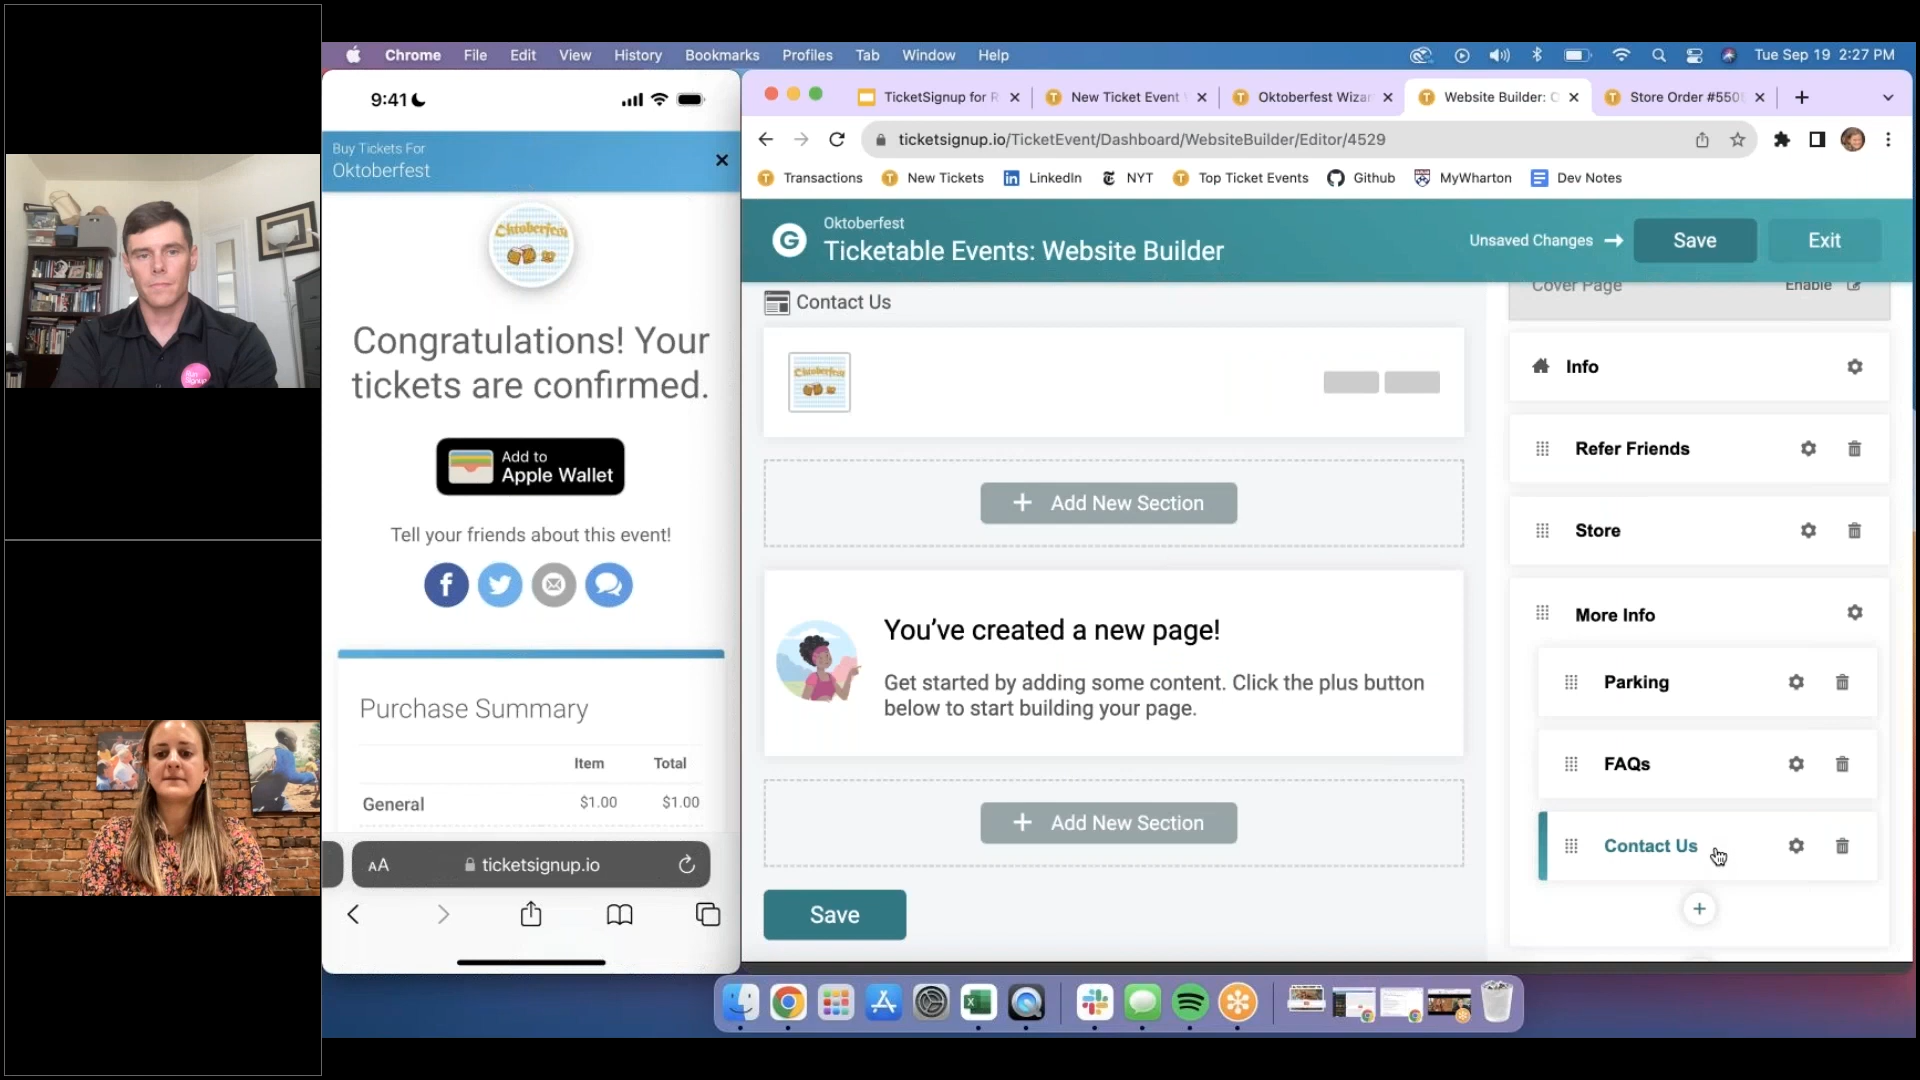 Chrome File Edit View History Bookmarks Profiles Tab Window Help
Tue Sep 19 2:27 PM
9:41
Buy Tickets For
Oktoberfest
Oktoberfest
Congratulations! Your
tickets are confirmed.
Add to
Apple Wallet
Tell your friends about this event!
Purchase Summary
Item Total
General $1.00 $1.00
AA ticketsignup.io
TicketSignup for R
New Ticket Event
Oktoberfest Wizar
Website Builder: O
Store Order #550
ticketsignup.io/TicketEvent/Dashboard/WebsiteBuilder/Editor/4529
Transactions New Tickets LinkedIn NYT Top Ticket Events Github MyWharton Dev Notes
Oktoberfest
Ticketable Events: Website Builder
Unsaved Changes → Save Exit
Contact Us
Oktoberfest
+ Add New Section
You've created a new page!
Get started by adding some content. Click the plus button
below to start building your page.
+ Add New Section
Save
Cover Page Enable
Info
Refer Friends
Store
More Info
Parking
FAQs
Contact Us
+